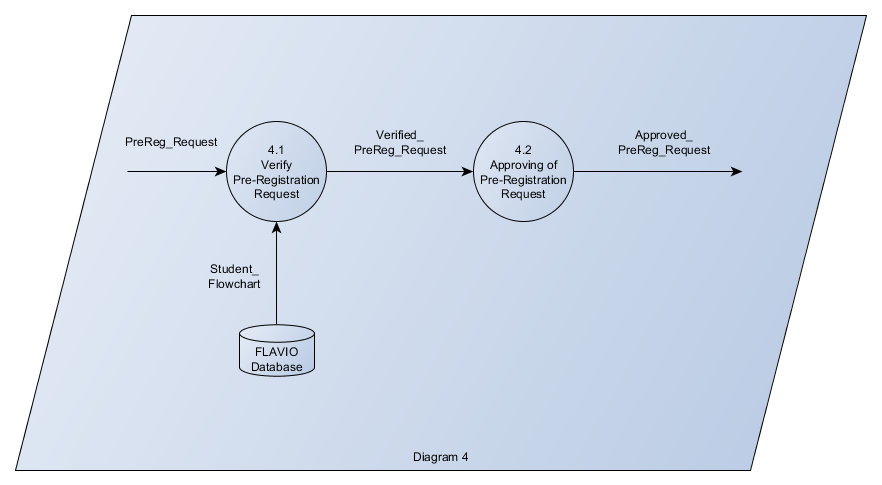 PreReg_Request
4.1
Verify
Pre-Registration
Request
Verified_
PreReg_Request
4.2
Approving of
Pre-Registration
Request
Approved_
PreReg_Request
Student_
Flowchart
FLAVIO
Database
Diagram 4